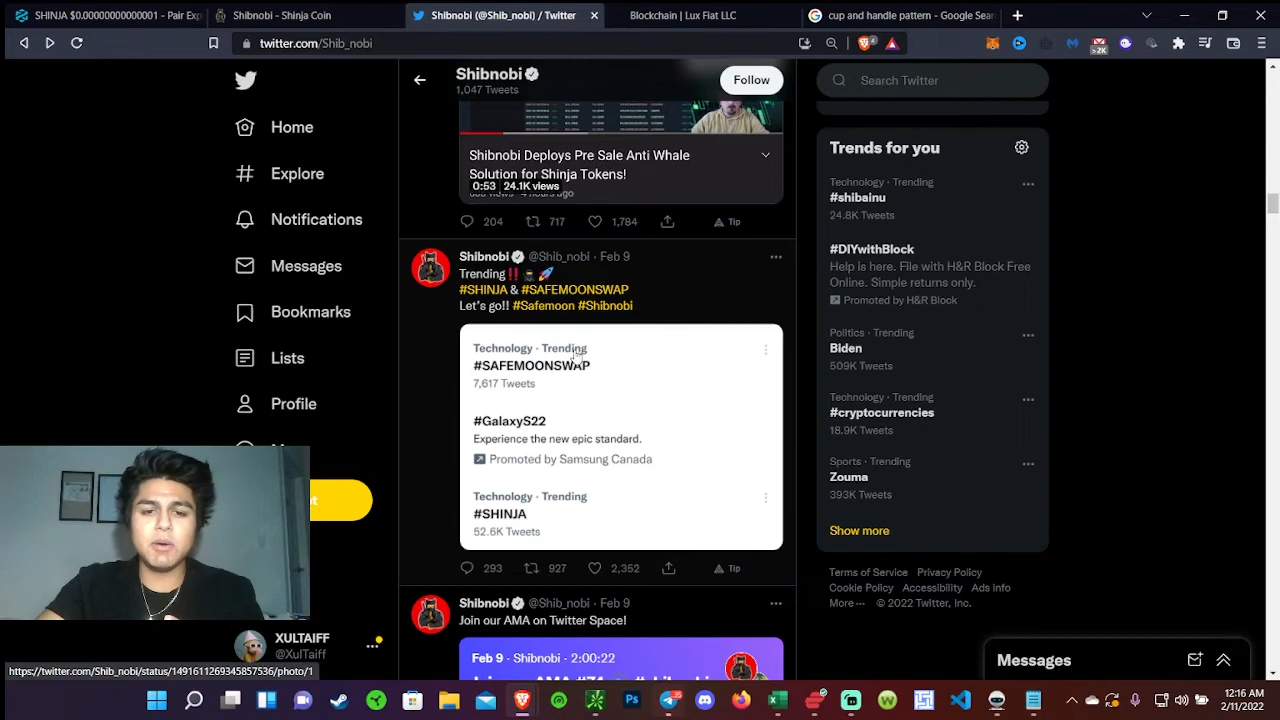 SHINJA $0.00000000000001 - Pair Exp
Shibnobi - Shinja Coin
Shibnobi (@Shib_nobi) / Twitter
Blockchain | Lux Fiat LLC
cup and handle pattern - Google Sear
twitter.com/Shib_nobi
4
>2K
Shibnobi
1,047 Tweets
Follow
Search Twitter
Home
Explore
Notifications
Messages
Bookmarks
Lists
Profile
Shibnobi Deploys Pre Sale Anti Whale
Solution for Shinja Tokens!
0:53 24.1K views
204 717 1,784 Tip
Shibnobi @Shib_nobi · Feb 9
Trending‼️🥷🚀
#SHINJA & #SAFEMOONSWAP
Let's go!! #Safemoon #Shibnobi
Technology · Trending
#SAFEMOONSWAP
7,617 Tweets
#GalaxyS22
Experience the new epic standard.
Promoted by Samsung Canada
Technology · Trending
#SHINJA
52.6K Tweets
293 927 2,352 Tip
Shibnobi @Shib_nobi · Feb 9
Join our AMA on Twitter Space!
Feb 9 · Shibnobi · 2:00:22
Trends for you
Technology · Trending
#shibainu
24.8K Tweets
#DIYwithBlock
Help is here. File with H&R Block Free
Online. Simple returns only.
Promoted by H&R Block
Politics · Trending
Biden
509K Tweets
Technology · Trending
#cryptocurrencies
18.9K Tweets
Sports · Trending
Zouma
393K Tweets
Show more
Terms of Service Privacy Policy
Cookie Policy Accessibility Ads info
More ··· © 2022 Twitter, Inc.
Messages
XULTAIFF
@XulTaiff
https://twitter.com/Shib_nobi/status/1491611269345857536/photo/1
12:16 AM
2/11/2022